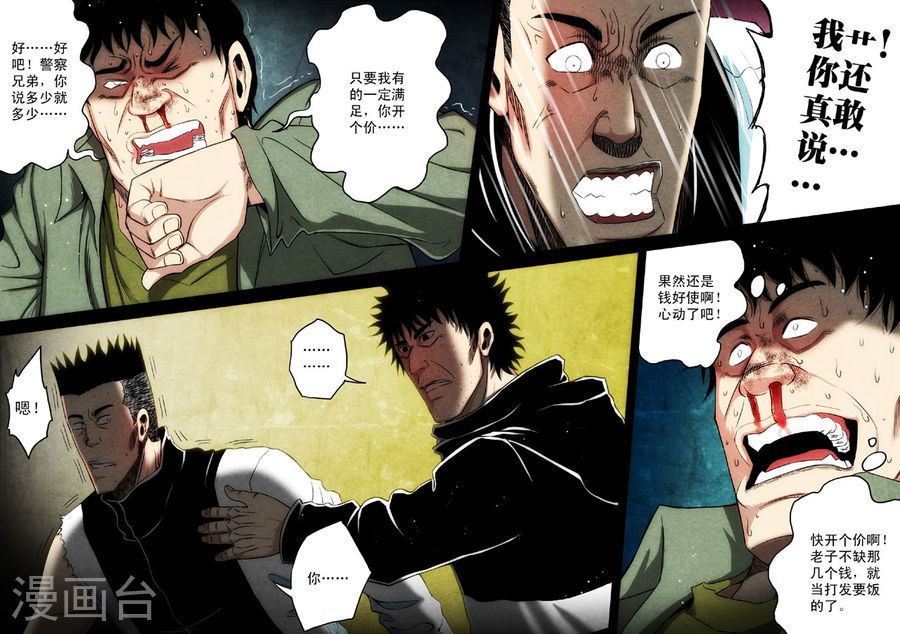 好……好
吧！警察
兄弟，你
说多少就
多少……
只要我有
的一定满
足，你开
个价……
我艹！
你还
真敢
说…
…
嗯！
……
……
你……
果然还是
钱好使啊！
心动了吧！
快开个价啊！
老子不缺那
几个钱，就
当打发要饭
的了。
漫画台